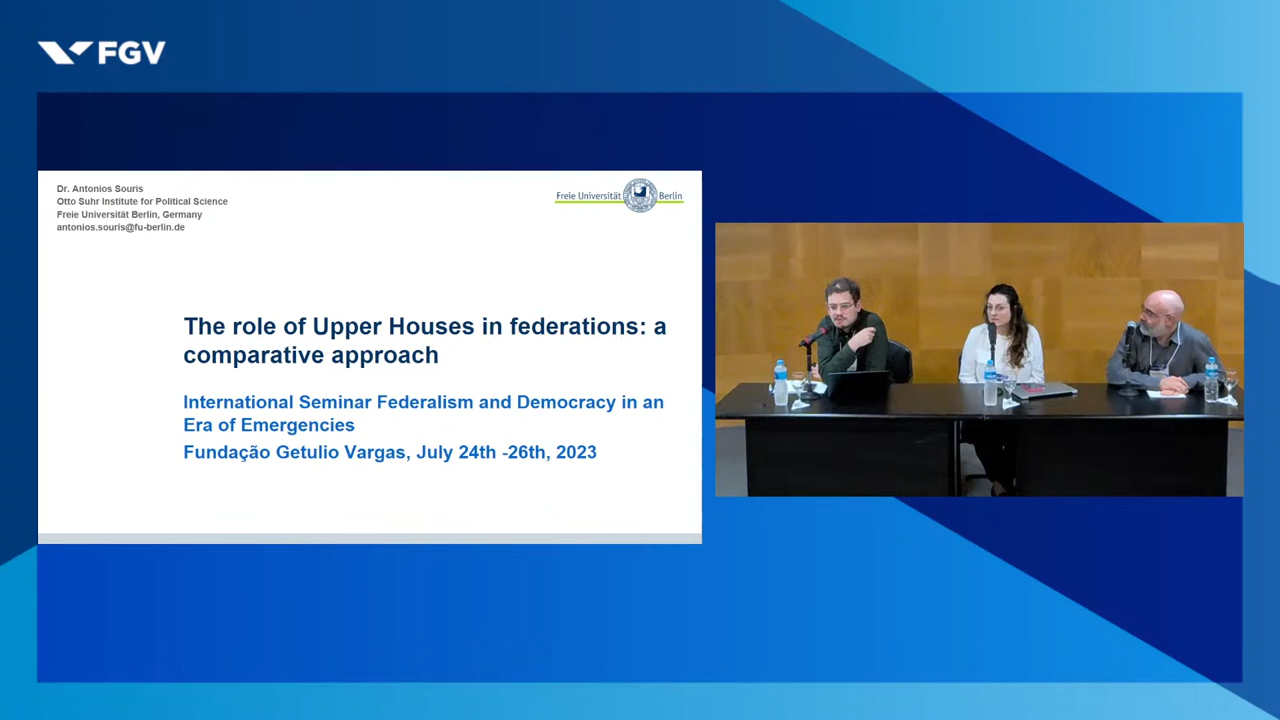 FGV
Dr. Antonios Souris
Otto Suhr Institute for Political Science
Freie Universität Berlin, Germany
antonios.souris@fu-berlin.de
Freie Universität Berlin
The role of Upper Houses in federations: a
comparative approach
International Seminar Federalism and Democracy in an
Era of Emergencies
Fundação Getulio Vargas, July 24th -26th, 2023